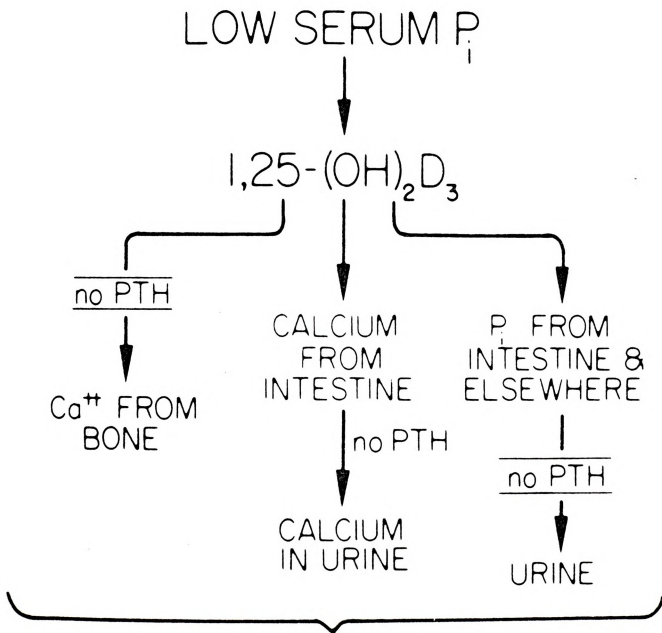 LOW SERUM Pi
1,25-(OH)2D3
no PTH
Ca++ FROM
BONE
CALCIUM
FROM
INTESTINE
no PTH
CALCIUM
IN URINE
Pi FROM
INTESTINE &
ELSEWHERE
no PTH
URINE